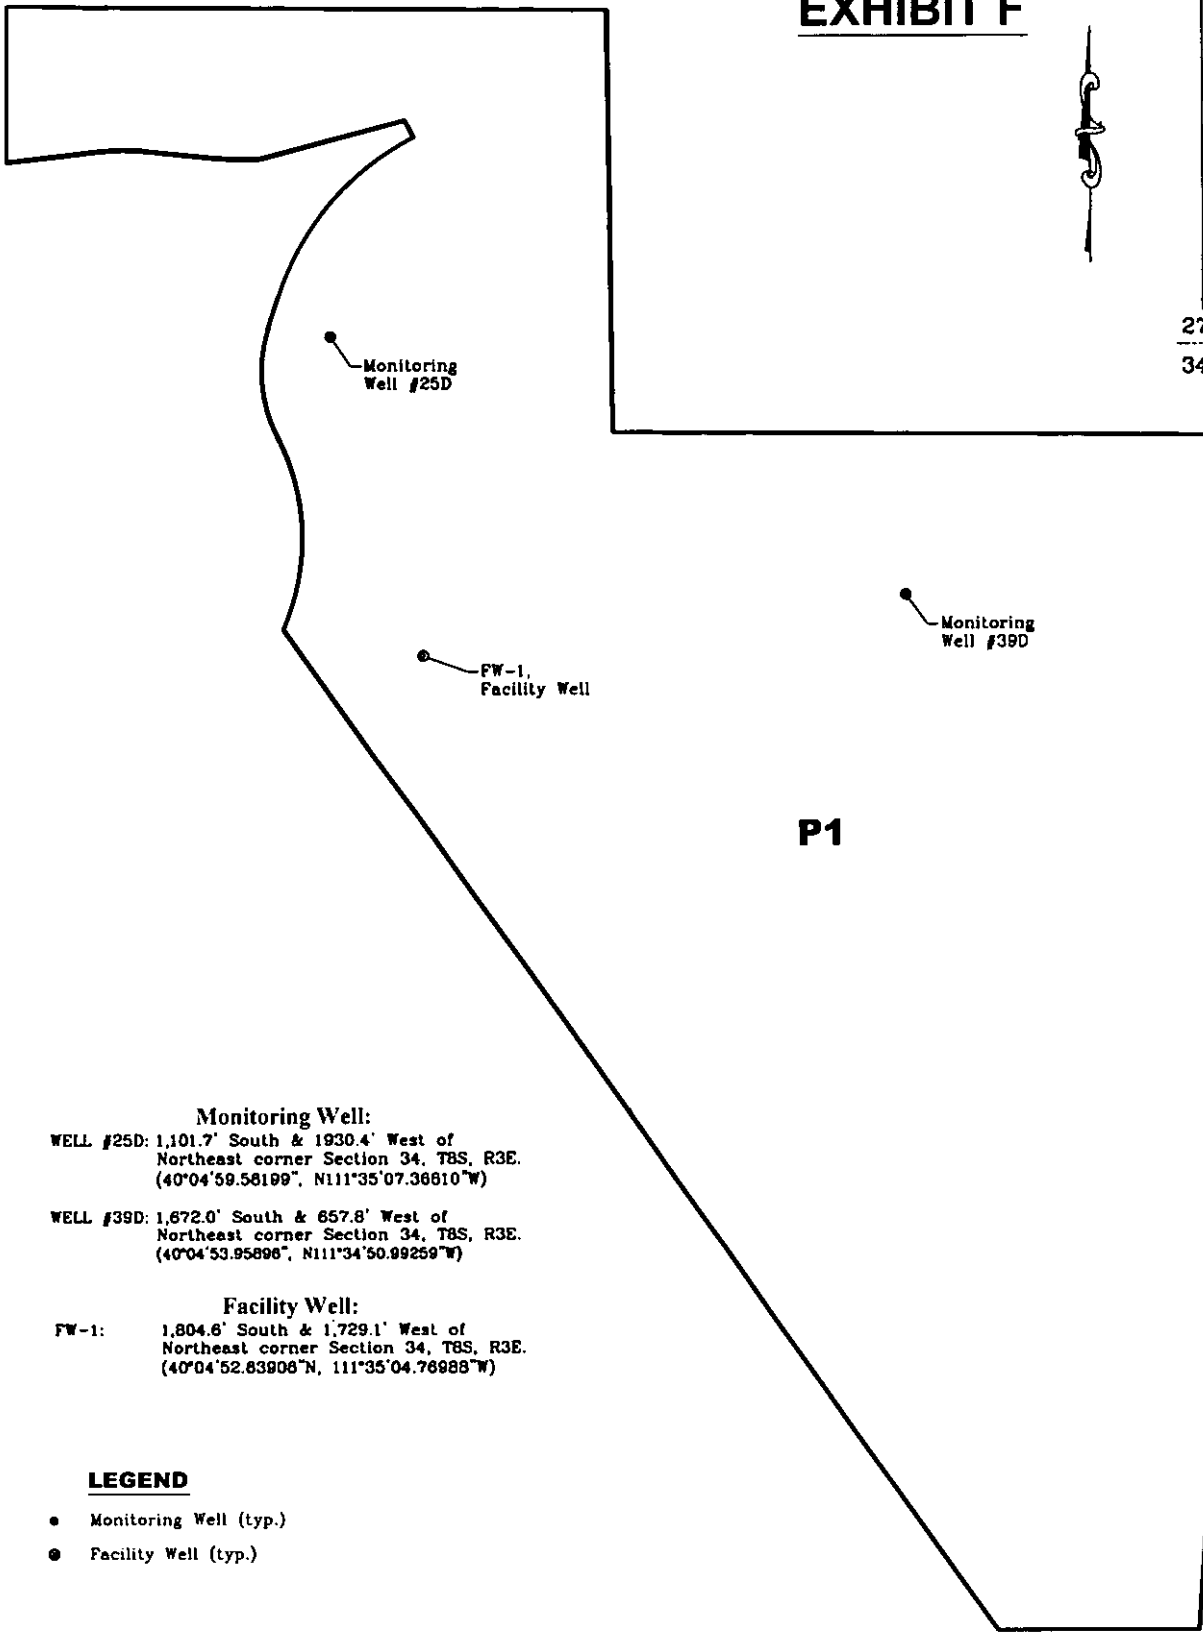 EXHIBIT F
27
34
Monitoring
Well #25D
Monitoring
Well #39D
FW-1,
Facility Well
P1
Monitoring Well:
WELL #25D: 1,101.7' South & 1930.4' West of
Northeast corner Section 34, T8S, R3E.
(40°04'59.58199", N111°35'07.36610"W)
WELL #39D: 1,672.0' South & 657.8' West of
Northeast corner Section 34, T8S, R3E.
(40°04'53.95896", N111°34'50.99259"W)
Facility Well:
FW-1: 1,804.6' South & 1,729.1' West of
Northeast corner Section 34, T8S, R3E.
(40°04'52.63906"N, 111°35'04.76988"W)
LEGEND
Monitoring Well (typ.)
Facility Well (typ.)